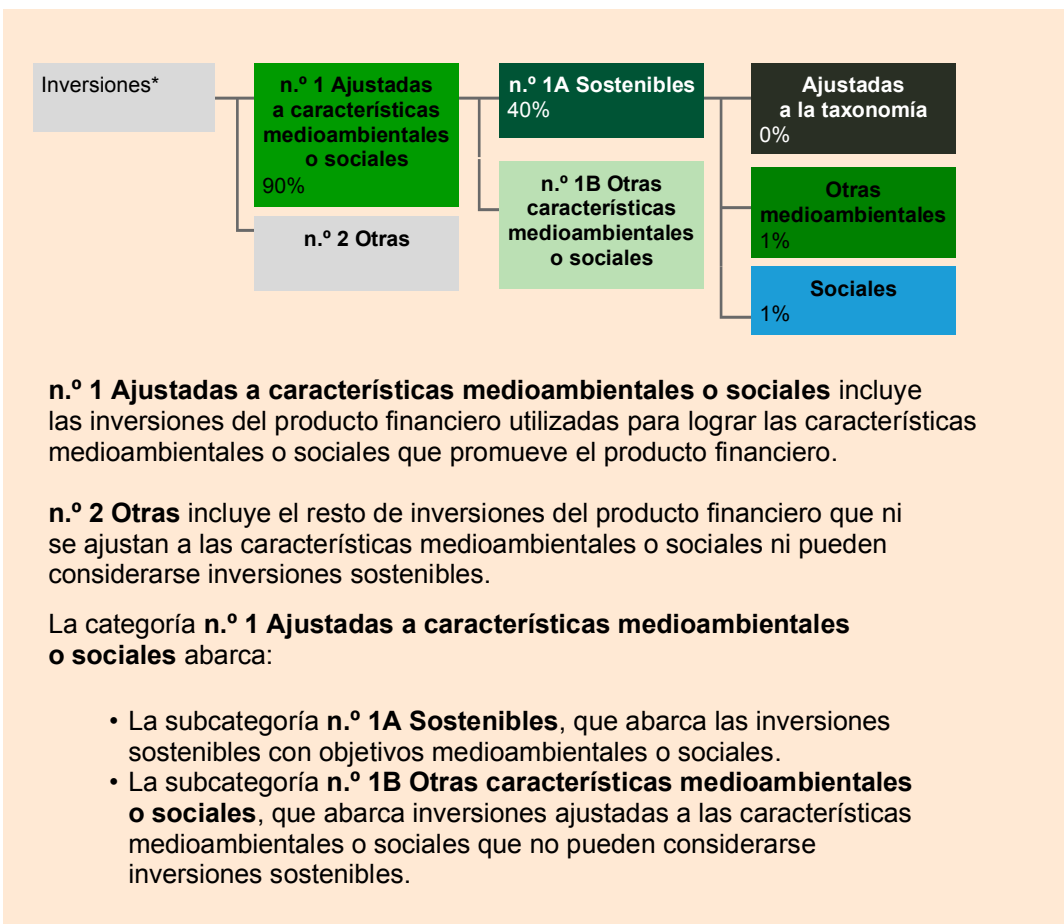 Inversiones*
n.º 1 Ajustadas
a características
medioambientales
o sociales
90%
n.º 2 Otras
n.º 1A Sostenibles
40%
n.º 1B Otras
características
medioambientales
o sociales
Ajustadas
a la taxonomía
0%
Otras
medioambientales
1%
Sociales
1%
n.º 1 Ajustadas a características medioambientales o sociales incluye
las inversiones del producto financiero utilizadas para lograr las características
medioambientales o sociales que promueve el producto financiero.
n.º 2 Otras incluye el resto de inversiones del producto financiero que ni
se ajustan a las características medioambientales o sociales ni pueden
considerarse inversiones sostenibles.
La categoría n.º 1 Ajustadas a características medioambientales
o sociales abarca:
• La subcategoría n.º 1A Sostenibles, que abarca las inversiones
sostenibles con objetivos medioambientales o sociales.
• La subcategoría n.º 1B Otras características medioambientales
o sociales, que abarca inversiones ajustadas a las características
medioambientales o sociales que no pueden considerarse
inversiones sostenibles.